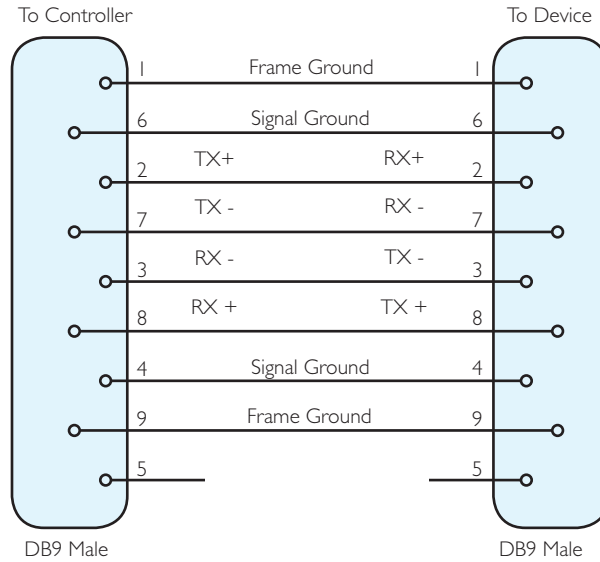 To Controller To Device
1 Frame Ground 1
6 Signal Ground 6
TX+ RX+
2 2
TX - RX -
7 7
RX - TX -
3 3
RX + TX +
8 8
4 Signal Ground 4
9 Frame Ground 9
5 5
DB9 Male DB9 Male